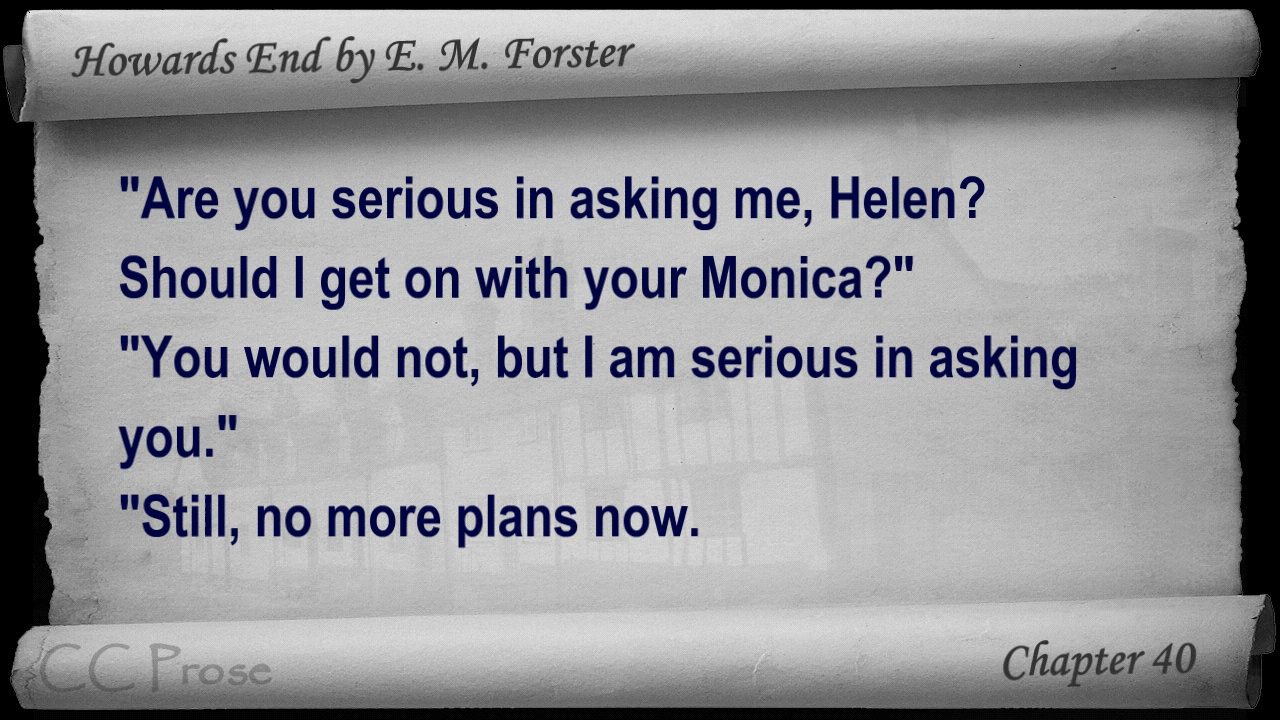 Howards End by E. M. Forster
"Are you serious in asking me, Helen?
Should I get on with your Monica?"
"You would not, but I am serious in asking
you."
"Still, no more plans now.
CC Prose
Chapter 40